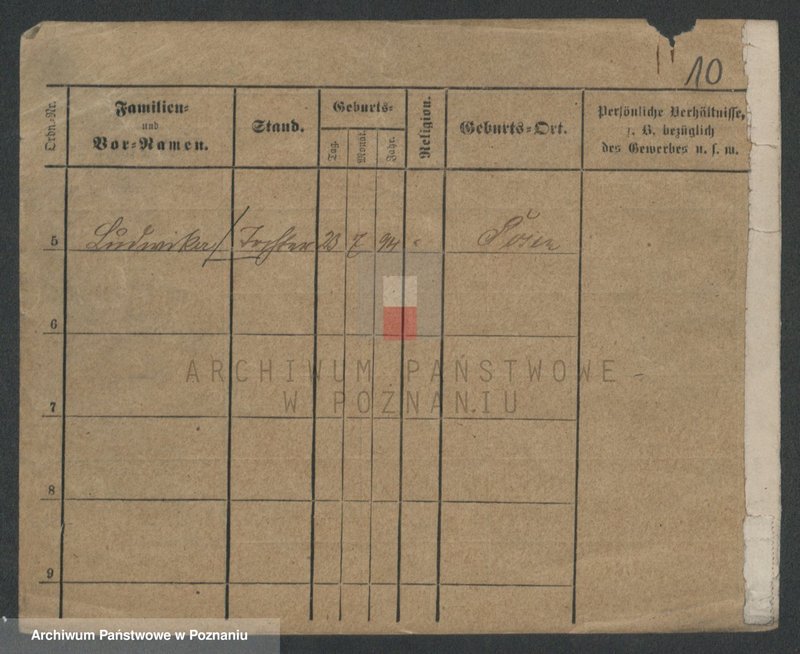 10
Ordn.-Nr.
Familien-
und
Vor-Namen.
Stand.
Geburts-
Tag.
Monat.
Jahr.
Religion.
Geburts-Ort.
Persönliche Verhältnisse,
z. B. bezüglich
des Gewerbes u. s. w.
5 Ludwika Tochter 23 7 94 " Posen
6
ARCHIWUM PAŃSTWOWE
W POZNANIU
7
8
9
Archiwum Państwowe w Poznaniu